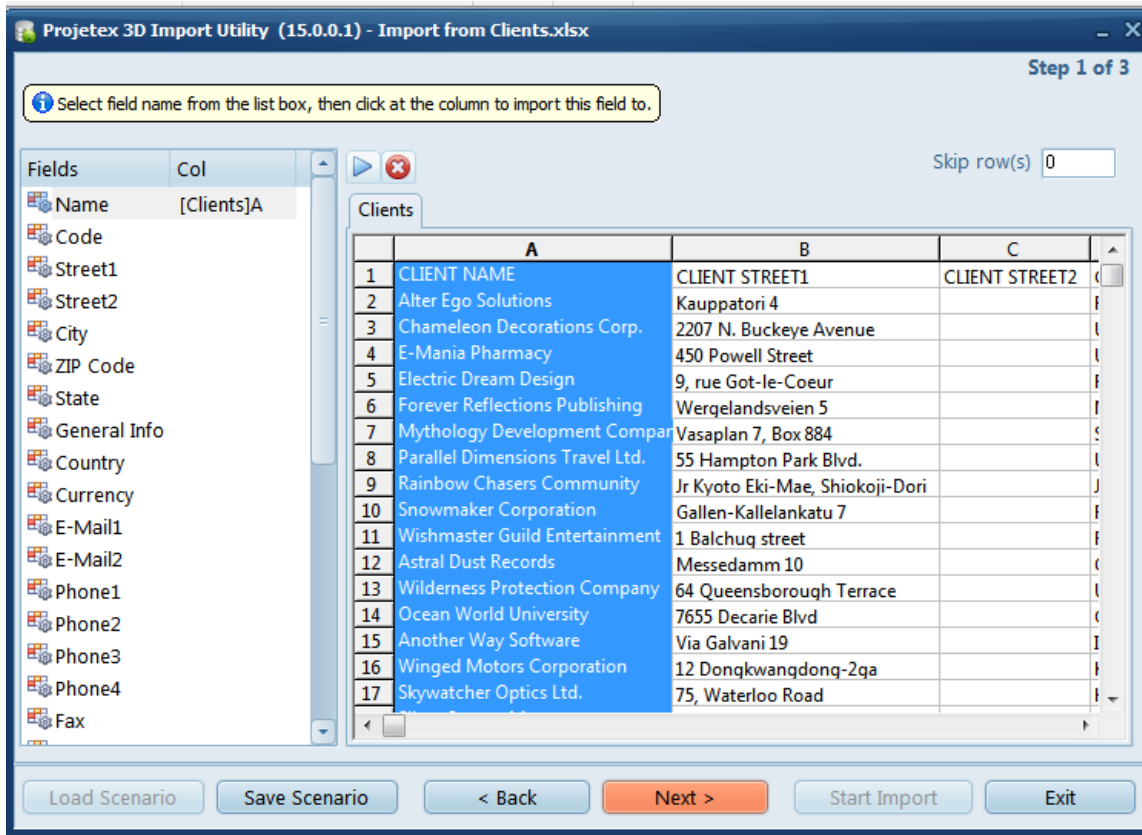 Projetex 3D Import Utility (15.0.0.1) - Import from Clients.xlsx
Step 1 of 3
Select field name from the list box, then click at the column to import this field to.
Skip row(s) 0
Fields Col
Name [Clients]A
Code
Street1
Street2
City
ZIP Code
State
General Info
Country
Currency
E-Mail1
E-Mail2
Phone1
Phone2
Phone3
Phone4
Fax
Clients
A B C
1 CLIENT NAME CLIENT STREET1 CLIENT STREET2
2 Alter Ego Solutions Kauppatori 4
3 Chameleon Decorations Corp. 2207 N. Buckeye Avenue
4 E-Mania Pharmacy 450 Powell Street
5 Electric Dream Design 9, rue Got-le-Coeur
6 Forever Reflections Publishing Wergelandsveien 5
7 Mythology Development Compar Vasaplan 7, Box 884
8 Parallel Dimensions Travel Ltd. 55 Hampton Park Blvd.
9 Rainbow Chasers Community Jr Kyoto Eki-Mae, Shiokoji-Dori
10 Snowmaker Corporation Gallen-Kallelankatu 7
11 Wishmaster Guild Entertainment 1 Balchug street
12 Astral Dust Records Messedamm 10
13 Wilderness Protection Company 64 Queensborough Terrace
14 Ocean World University 7655 Decarie Blvd
15 Another Way Software Via Galvani 19
16 Winged Motors Corporation 12 Dongkwangdong-2ga
17 Skywatcher Optics Ltd. 75, Waterloo Road
Load Scenario Save Scenario < Back Next > Start Import Exit